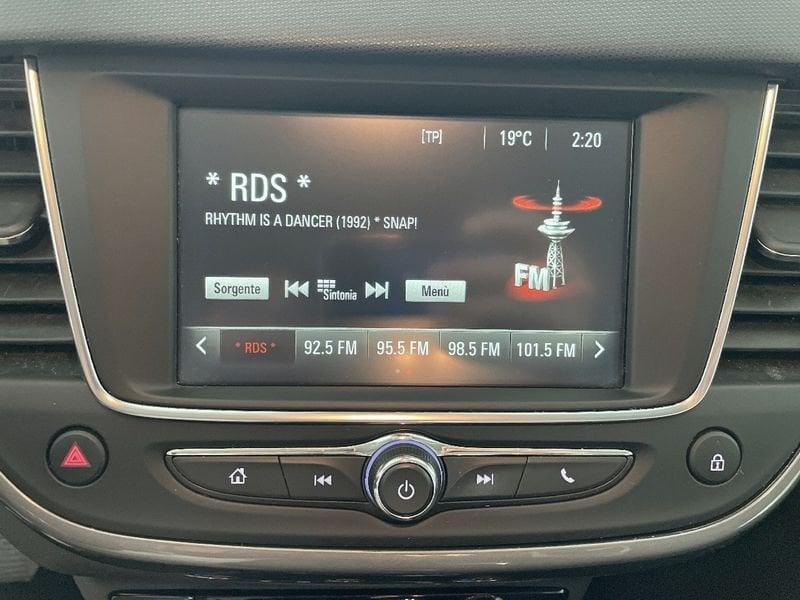 [TP] 19°C 2:20
* RDS *
RHYTHM IS A DANCER (1992) * SNAP!
FM
Sorgente Sintonia Menù
* RDS * 92.5 FM 95.5 FM 98.5 FM 101.5 FM